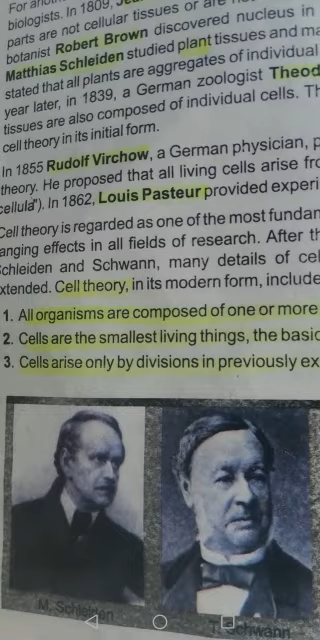 For
biologists. In 1809,
parts are not cellular tissues or are
botanist Robert Brown discovered nucleus in
Matthias Schleiden studied plant tissues and
stated that all plants are aggregates of individual
year later, in 1839, a German zoologist Theod
tissues are also composed of individual cells. Th
cell theory in its initial form.
In 1855 Rudolf Virchow, a German physician, p
theory. He proposed that all living cells arise fro
cellula"). In 1862, Louis Pasteur provided experi
Cell theory is regarded as one of the most fundam
anging effects in all fields of research. After th
Schleiden and Schwann, many details of cel
xtended. Cell theory, in its modern form, include
1. All organisms are composed of one or more
2. Cells are the smallest living things, the basic
3. Cells arise only by divisions in previously ex
M. Schleiden
T. Schwann